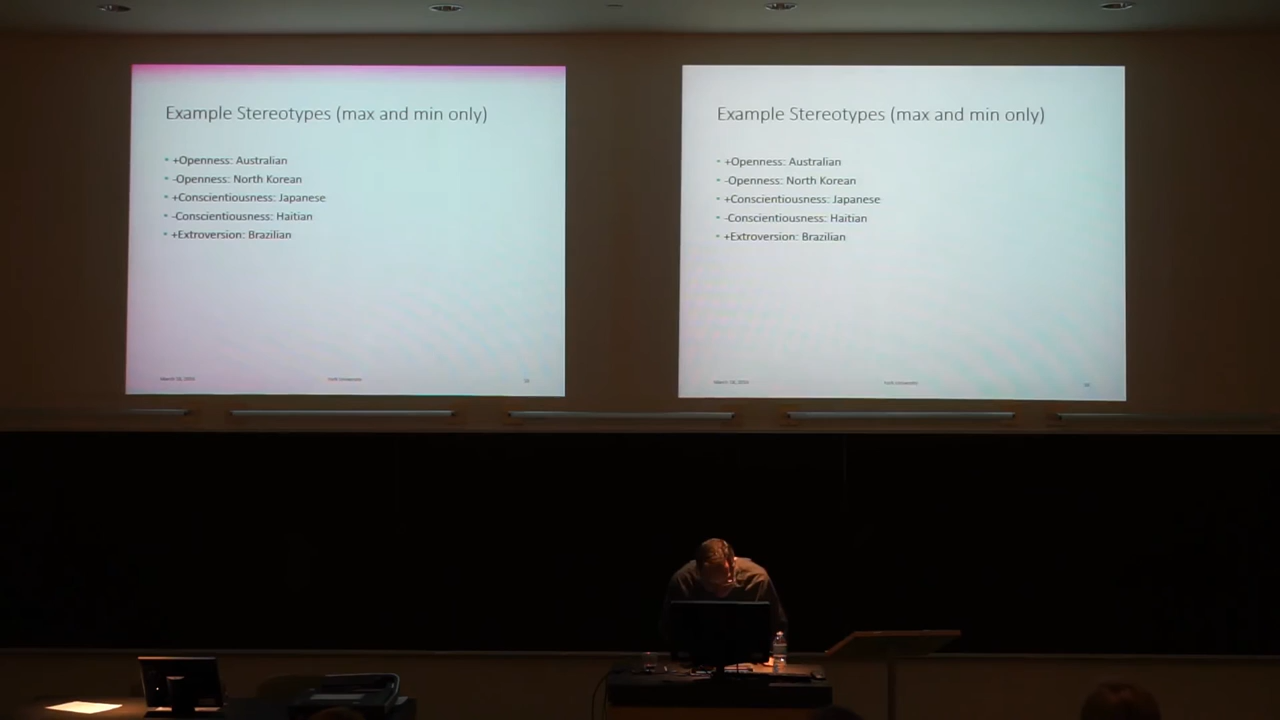 Example Stereotypes (max and min only)
+Openness: Australian
-Openness: North Korean
+Conscientiousness: Japanese
-Conscientiousness: Haitian
+Extroversion: Brazilian
Example Stereotypes (max and min only)
+Openness: Australian
-Openness: North Korean
+Conscientiousness: Japanese
-Conscientiousness: Haitian
+Extroversion: Brazilian